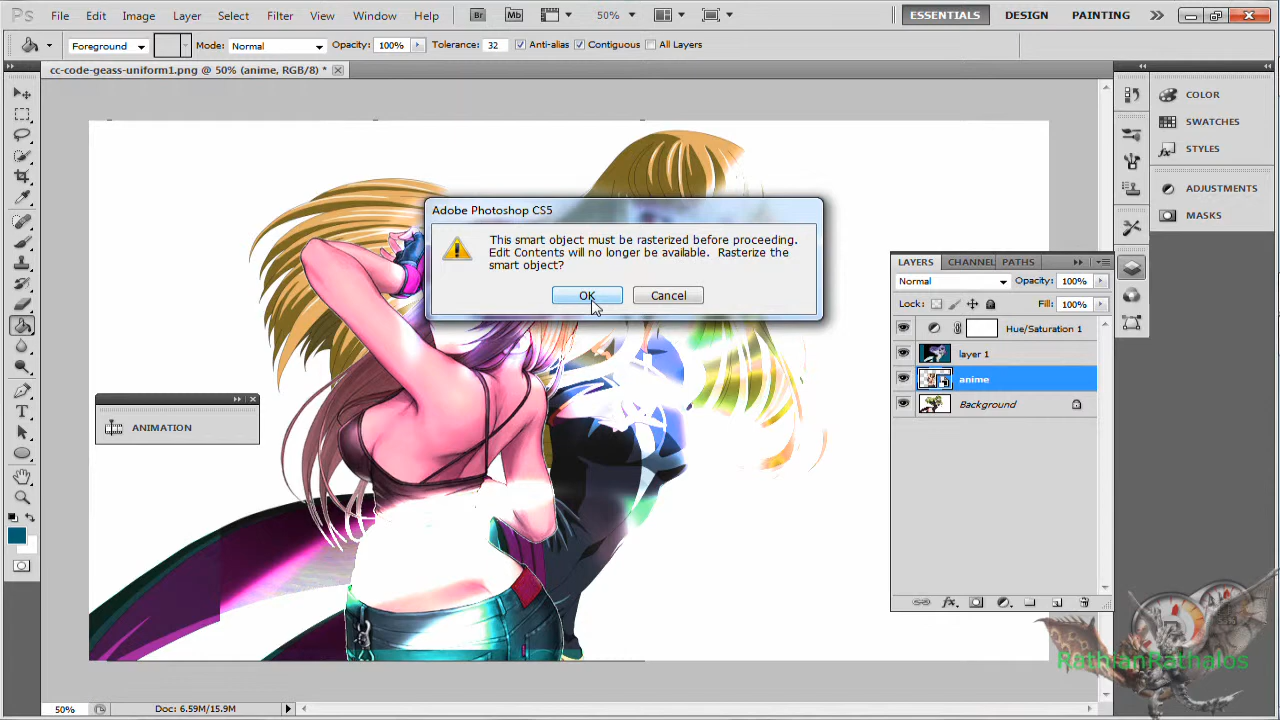 Ps File Edit Image Layer Select Filter View Window Help Br Mb 50% ESSENTIALS DESIGN PAINTING
Foreground Mode: Normal Opacity: 100% Tolerance: 32 Anti-alias Contiguous All Layers
cc-code-geass-uniform1.png @ 50% (anime, RGB/8) *
COLOR
SWATCHES
STYLES
ADJUSTMENTS
MASKS
Adobe Photoshop CS5
This smart object must be rasterized before proceeding.
Edit Contents will no longer be available. Rasterize the
smart object?
OK Cancel
LAYERS CHANNEL PATHS
Normal Opacity: 100%
Lock: Fill: 100%
Hue/Saturation 1
layer 1
anime
Background
ANIMATION
RathianRathalos
50% Doc: 6.59M/15.9M